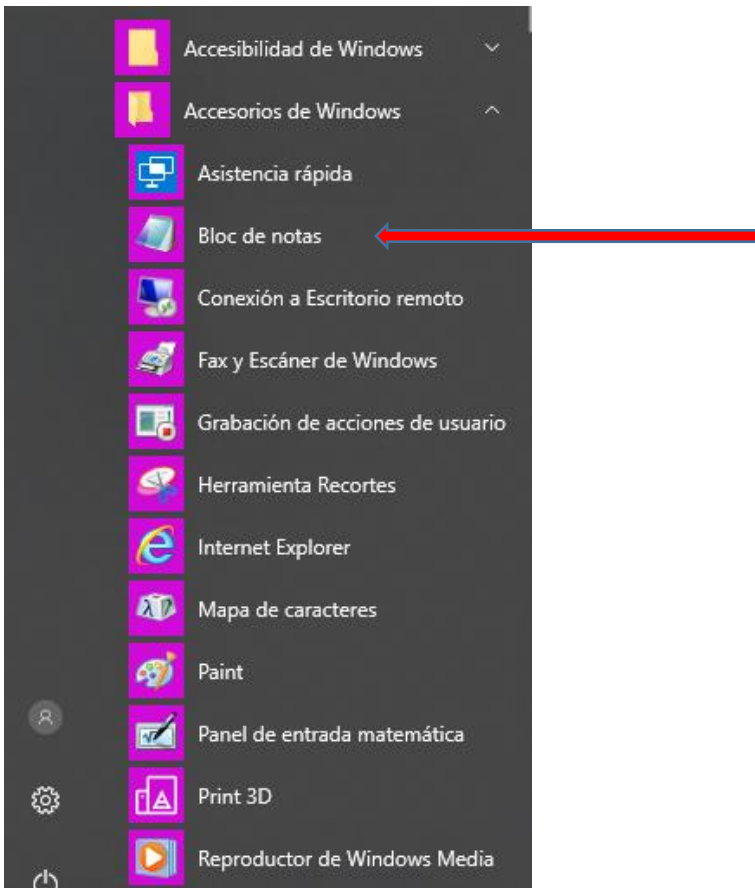 Accesibilidad de Windows
Accesorios de Windows
Asistencia rápida
Bloc de notas
Conexión a Escritorio remoto
Fax y Escáner de Windows
Grabación de acciones de usuario
Herramienta Recortes
Internet Explorer
Mapa de caracteres
Paint
Panel de entrada matemática
Print 3D
Reproductor de Windows Media